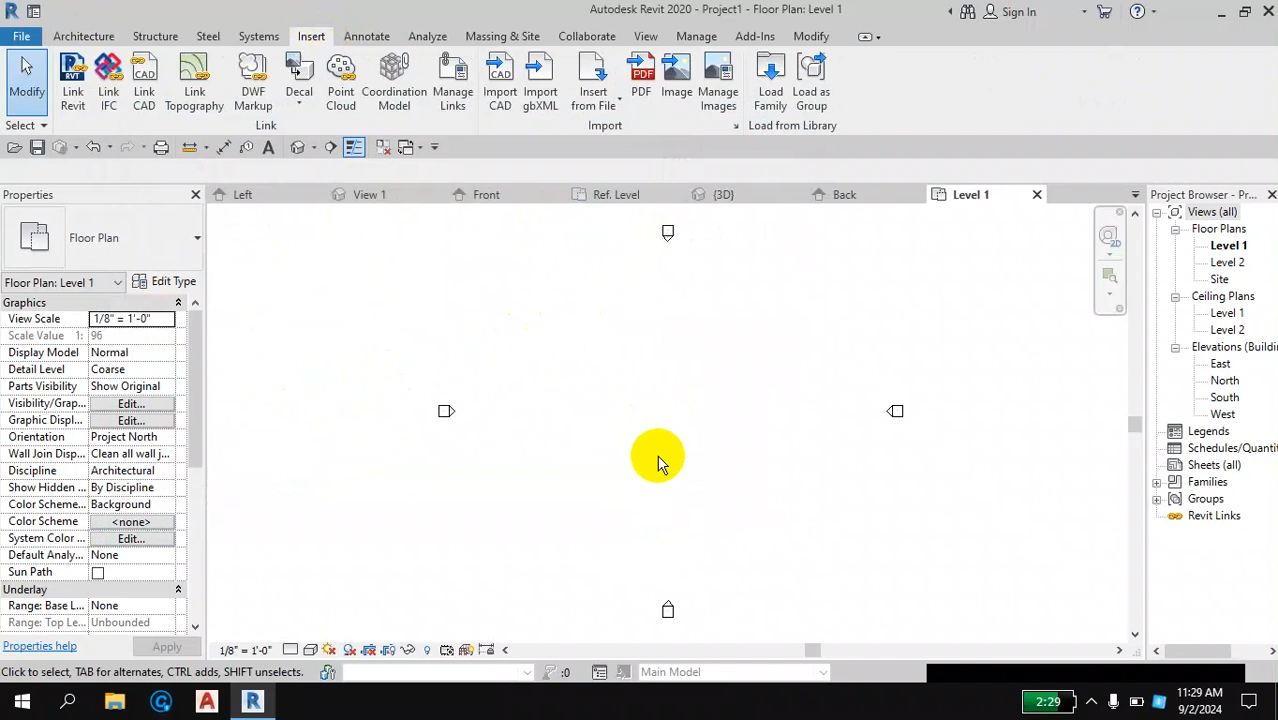 Autodesk Revit 2020 - Project1 - Floor Plan: Level 1
Sign In
File Architecture Structure Steel Systems Insert Annotate Analyze Massing & Site Collaborate View Manage Add-Ins Modify
Modify
Link Revit
Link IFC
Link CAD
Link Topography
DWF Markup
Decal
Point Cloud
Coordination Model
Manage Links
Import CAD
Import gbXML
Insert from File
PDF
Image
Manage Images
Load Family
Load as Group
Select
Link
Import
Load from Library
Properties
Left
View 1
Front
Ref. Level
{3D}
Back
Level 1
Project Browser - Pr...
Floor Plan
Floor Plan: Level 1
Edit Type
Graphics
View Scale 1/8" = 1'-0"
Scale Value 1: 96
Display Model Normal
Detail Level Coarse
Parts Visibility Show Original
Visibility/Grap... Edit...
Graphic Displ... Edit...
Orientation Project North
Wall Join Disp... Clean all wall j...
Discipline Architectural
Show Hidden ... By Discipline
Color Scheme... Background
Color Scheme <none>
System Color ... Edit...
Default Analy... None
Sun Path
Underlay
Range: Base L... None
Range: Top Le... Unbounded
Properties help
Apply
2D
Views (all)
Floor Plans
Level 1
Level 2
Site
Ceiling Plans
Level 1
Level 2
Elevations (Buildin
East
North
South
West
Legends
Schedules/Quantit
Sheets (all)
Families
Groups
Revit Links
1/8" = 1'-0"
Click to select, TAB for alternates, CTRL adds, SHIFT unselects.
:0
Main Model
2:29
11:29 AM
9/2/2024